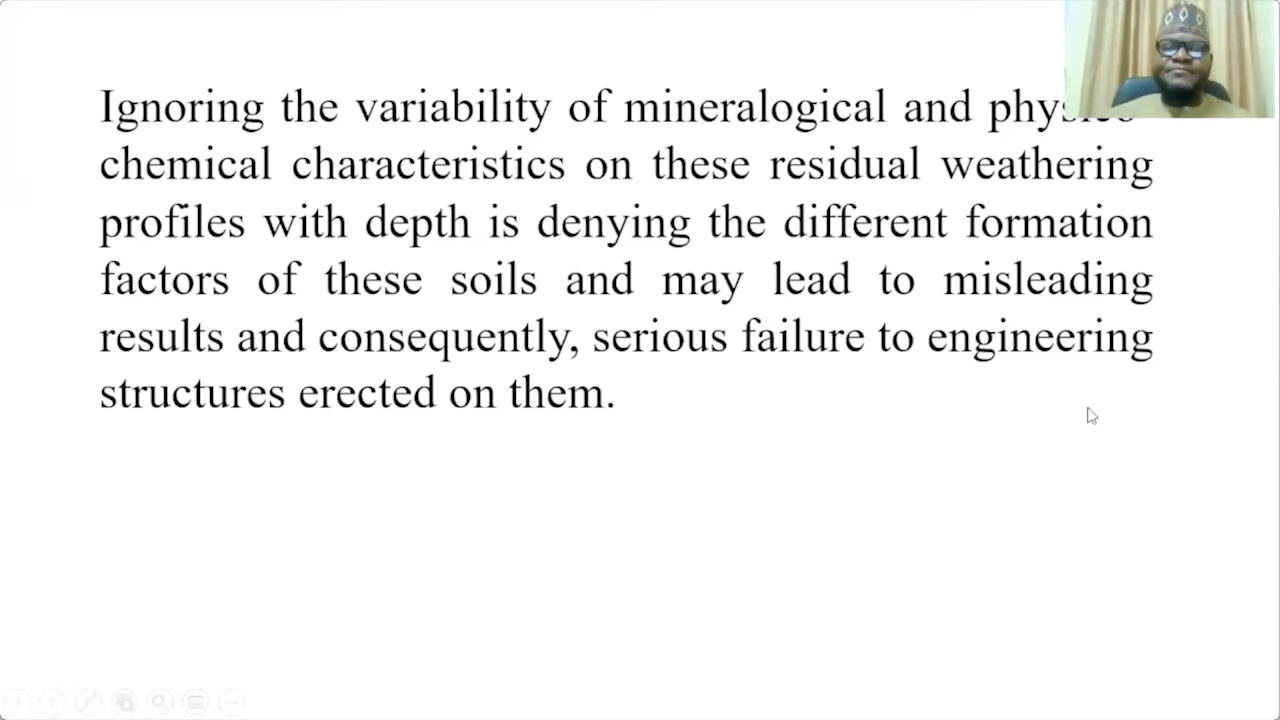 Ignoring the variability of mineralogical and physico-
chemical characteristics on these residual weathering
profiles with depth is denying the different formation
factors of these soils and may lead to misleading
results and consequently, serious failure to engineering
structures erected on them.